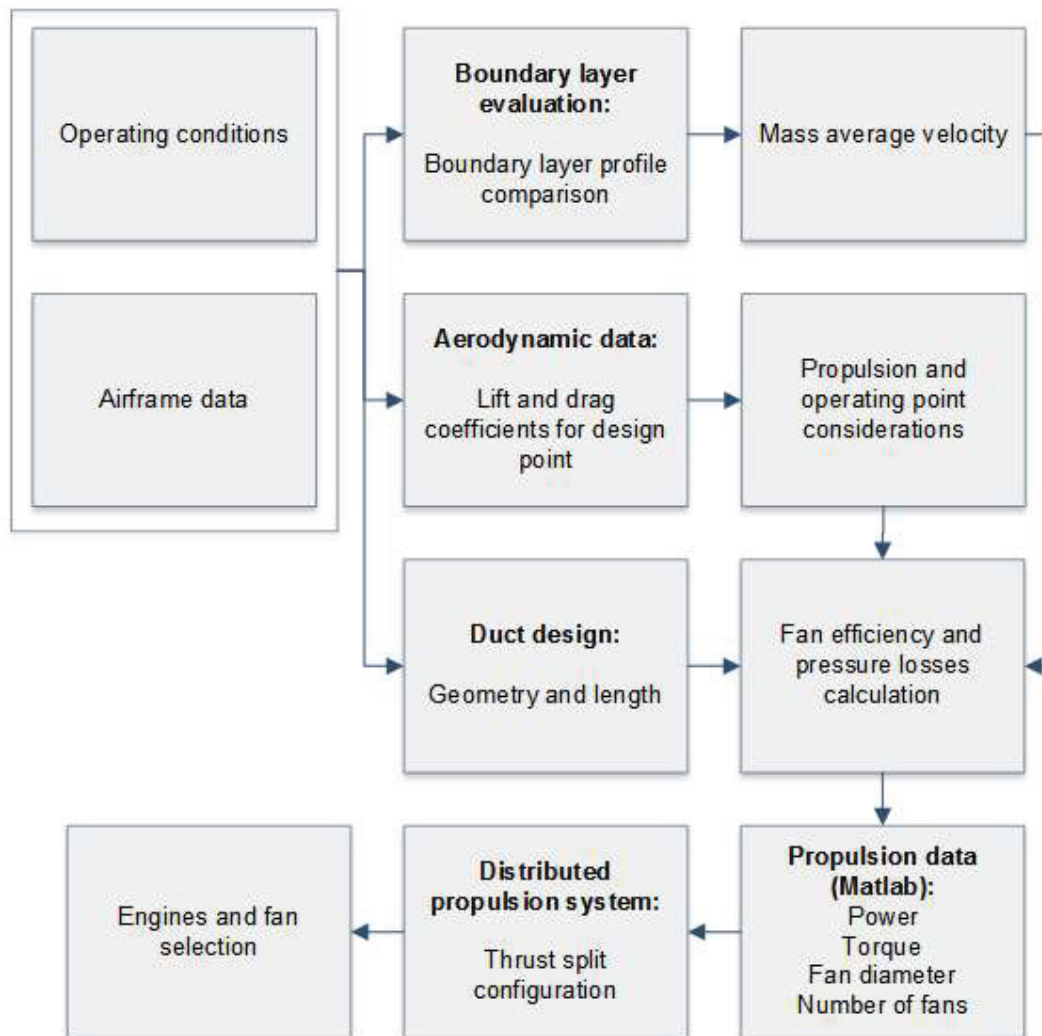 Operating conditions
Boundary layer
evaluation:
Boundary layer profile
comparison
Mass average velocity
Airframe data
Aerodynamic data:
Lift and drag
coefficients for design
point
Propulsion and
operating point
considerations
Duct design:
Geometry and length
Fan efficiency and
pressure losses
calculation
Engines and fan
selection
Distributed
propulsion system:
Thrust split
configuration
Propulsion data
(Matlab):
Power
Torque
Fan diameter
Number of fans